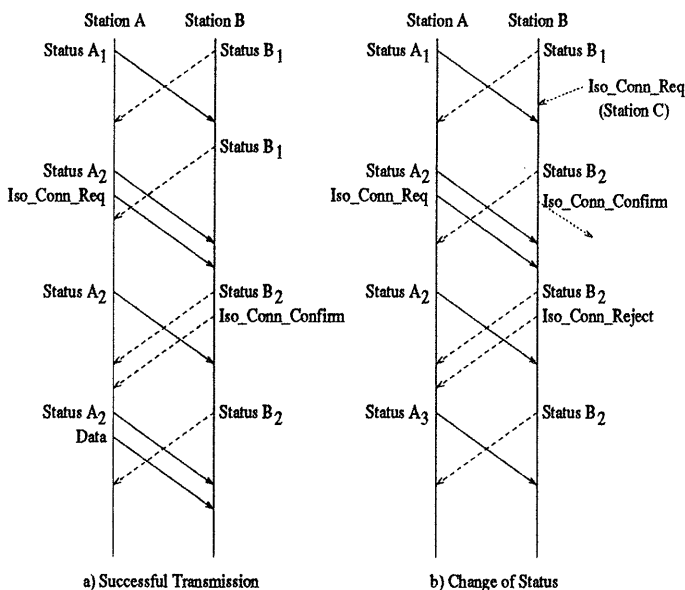 Station A Station B
Status A1 Status B1
Status B1
Status A2
Iso_Conn_Req
Status A2 Status B2
Iso_Conn_Confirm
Status A2 Status B2
Data
a) Successful Transmission
Station A Station B
Status A1 Status B1
Iso_Conn_Req
(Station C)
Status A2 Status B2
Iso_Conn_Req Iso_Conn_Confirm
Status A2 Status B2
Iso_Conn_Reject
Status A3 Status B2
b) Change of Status